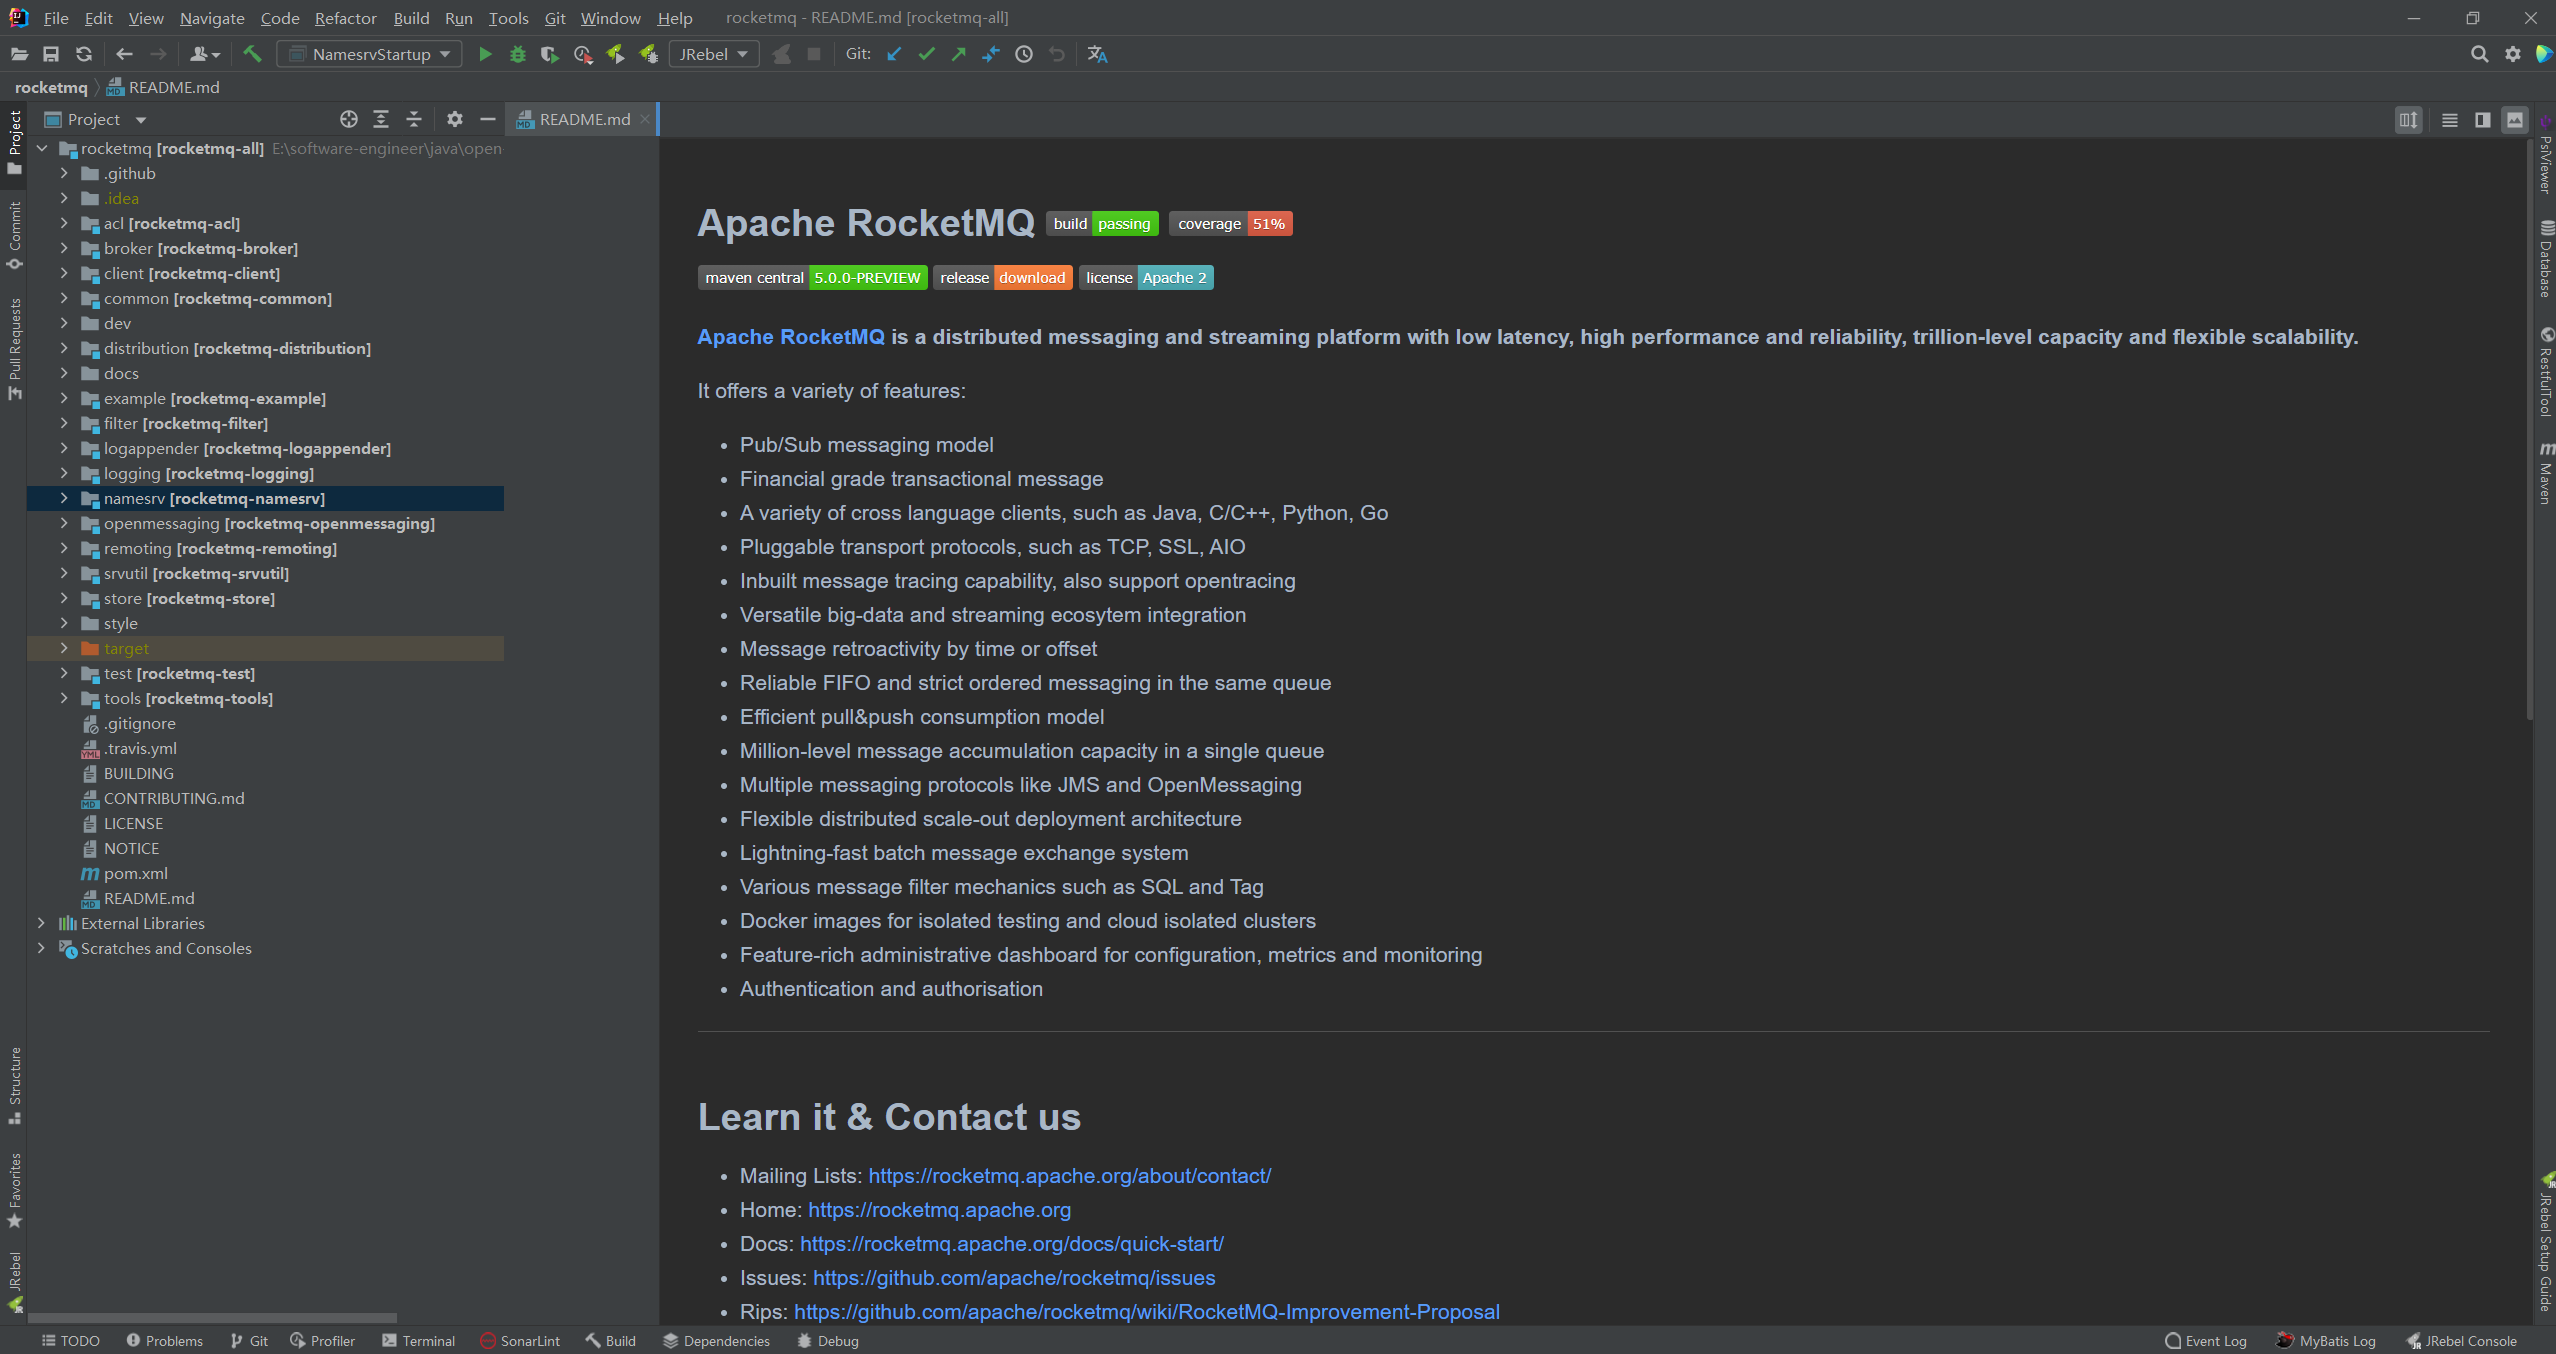 File Edit View Navigate Code Refactor Build Run Tools Git Window Help rocketmq - README.md [rocketmq-all]
NamesrvStartup JRebel Git:
rocketmq README.md
Project README.md
rocketmq [rocketmq-all] E:\software-engineer\java\open
.github
.idea
acl [rocketmq-acl]
broker [rocketmq-broker]
client [rocketmq-client]
common [rocketmq-common]
dev
distribution [rocketmq-distribution]
docs
example [rocketmq-example]
filter [rocketmq-filter]
logappender [rocketmq-logappender]
logging [rocketmq-logging]
namesrv [rocketmq-namesrv]
openmessaging [rocketmq-openmessaging]
remoting [rocketmq-remoting]
srvutil [rocketmq-srvutil]
store [rocketmq-store]
style
target
test [rocketmq-test]
tools [rocketmq-tools]
.gitignore
.travis.yml
BUILDING
CONTRIBUTING.md
LICENSE
NOTICE
pom.xml
README.md
External Libraries
Scratches and Consoles
Project
Commit
Pull Requests
Structure
Favorites
JRebel
Apache RocketMQ build passing coverage 51%
maven central 5.0.0-PREVIEW release download license Apache 2
Apache RocketMQ is a distributed messaging and streaming platform with low latency, high performance and reliability, trillion-level capacity and flexible scalability.
It offers a variety of features:
• Pub/Sub messaging model
• Financial grade transactional message
• A variety of cross language clients, such as Java, C/C++, Python, Go
• Pluggable transport protocols, such as TCP, SSL, AIO
• Inbuilt message tracing capability, also support opentracing
• Versatile big-data and streaming ecosytem integration
• Message retroactivity by time or offset
• Reliable FIFO and strict ordered messaging in the same queue
• Efficient pull&push consumption model
• Million-level message accumulation capacity in a single queue
• Multiple messaging protocols like JMS and OpenMessaging
• Flexible distributed scale-out deployment architecture
• Lightning-fast batch message exchange system
• Various message filter mechanics such as SQL and Tag
• Docker images for isolated testing and cloud isolated clusters
• Feature-rich administrative dashboard for configuration, metrics and monitoring
• Authentication and authorisation
Learn it & Contact us
• Mailing Lists: https://rocketmq.apache.org/about/contact/
• Home: https://rocketmq.apache.org
• Docs: https://rocketmq.apache.org/docs/quick-start/
• Issues: https://github.com/apache/rocketmq/issues
• Rips: https://github.com/apache/rocketmq/wiki/RocketMQ-Improvement-Proposal
PsiViewer
Database
RestfulTool
Maven
JRebel Setup Guide
TODO Problems Git Profiler Terminal SonarLint Build Dependencies Debug Event Log MyBatis Log JRebel Console